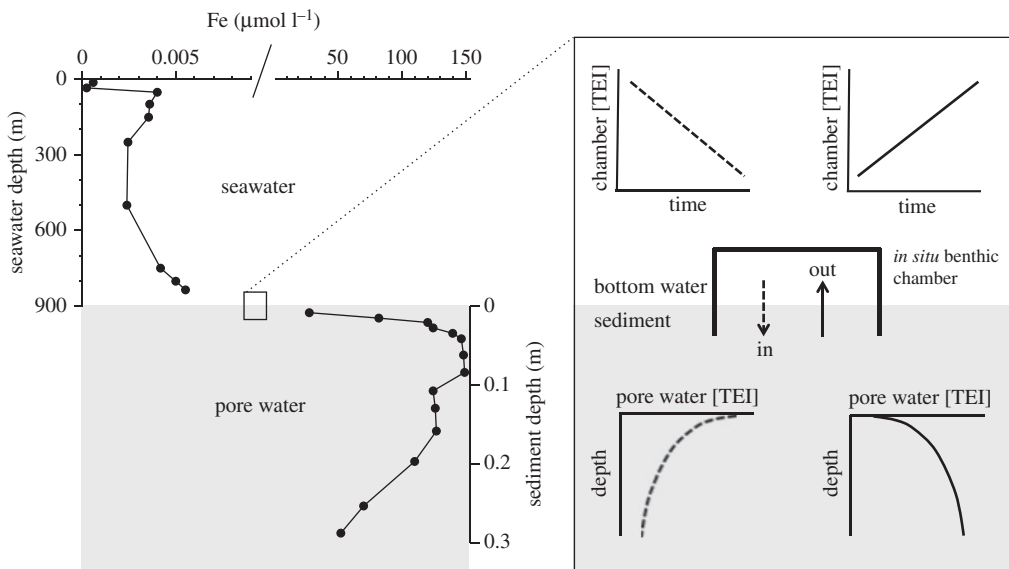 Fe (μmol l⁻¹)
0 0.005 50 100 150
0
300
600
900
seawater depth (m)
seawater
pore water
0
0.1
0.2
0.3
sediment depth (m)
chamber [TEI]
time
chamber [TEI]
time
in situ benthic
chamber
out
bottom water
sediment
in
pore water [TEI]
depth
pore water [TEI]
depth